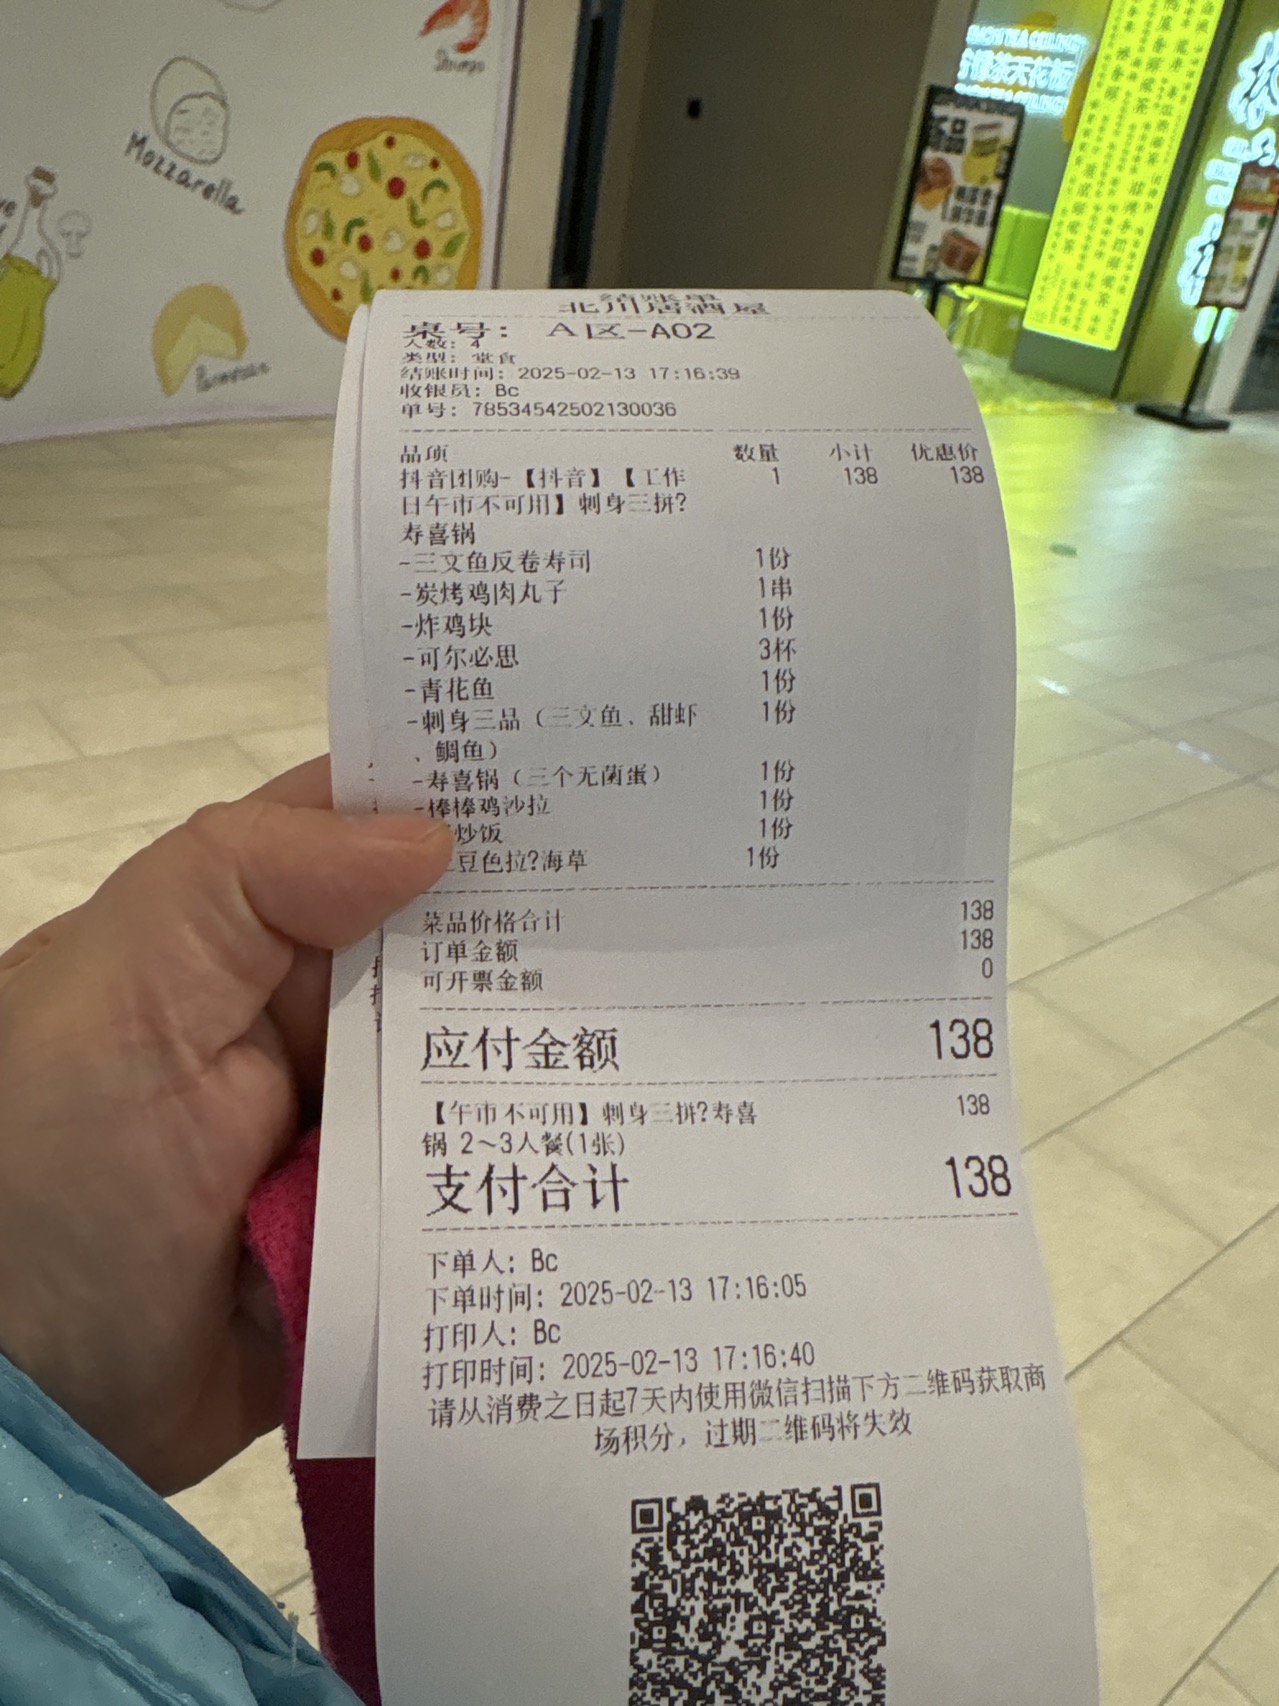 Shrimps
Mozzarella
Parmesan
新品
结账单
北川居酒屋
桌号： A区-A02
人数：4
类型：堂食
结账时间：2025-02-13 17:16:39
收银员：Bc
单号：78534542502130036
品项 数量 小计 优惠价
抖音团购-【抖音】【工作 1 138 138
日午市不可用】刺身三拼?
寿喜锅
-三文鱼反卷寿司 1份
-炭烤鸡肉丸子 1串
-炸鸡块 1份
-可尔必思 3杯
-青花鱼 1份
-刺身三品（三文鱼、甜虾 1份
、鲷鱼）
-寿喜锅（三个无菌蛋） 1份
-棒棒鸡沙拉 1份
炒饭 1份
豆色拉?海草 1份
菜品价格合计 138
订单金额 138
可开票金额 0
应付金额 138
【午市不可用】刺身三拼?寿喜 138
锅 2～3人餐(1张)
支付合计 138
下单人：Bc
下单时间：2025-02-13 17:16:05
打印人：Bc
打印时间：2025-02-13 17:16:40
请从消费之日起7天内使用微信扫描下方二维码获取商
场积分，过期二维码将失效